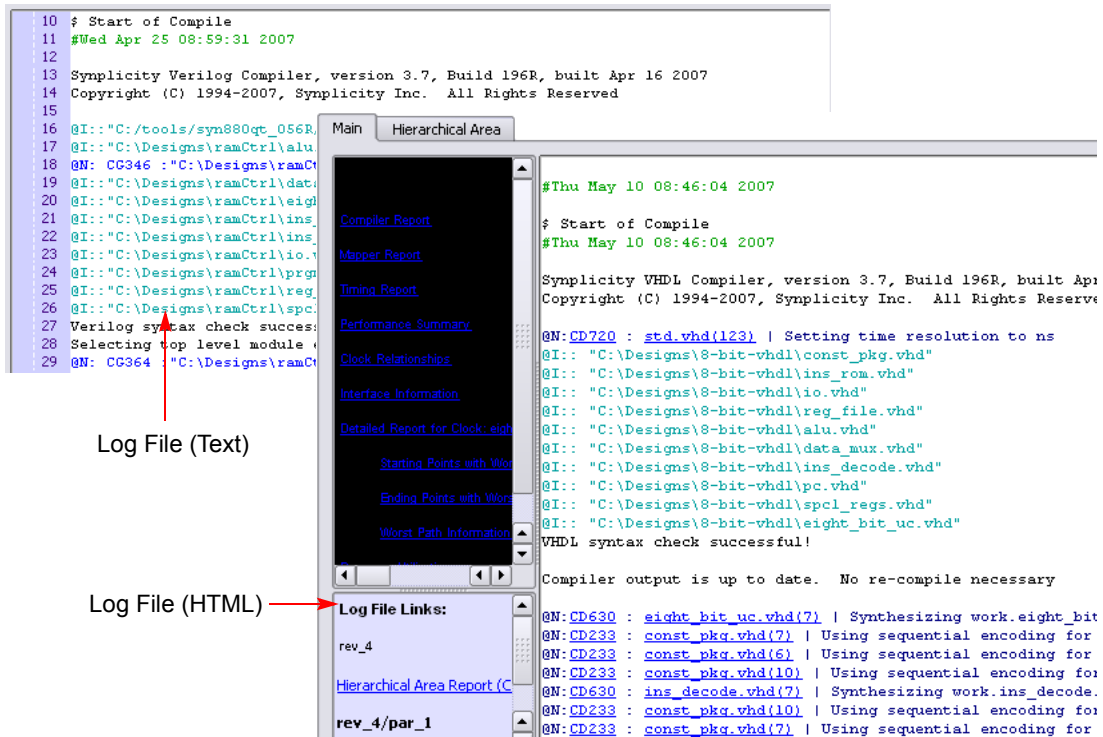 10 $ Start of Compile
11 #Wed Apr 25 08:59:31 2007
12
13 Synplicity Verilog Compiler, version 3.7, Build 196R, built Apr 16 2007
14 Copyright (C) 1994-2007, Synplicity Inc.  All Rights Reserved
15
16 @I::"C:/tools/syn880qt_056R/
17 @I::"C:\Designs\ramCtrl\alu
18 @N: CG346 :"C:\Designs\ramCt
19 @I::"C:\Designs\ramCtrl\data
20 @I::"C:\Designs\ramCtrl\eigh
21 @I::"C:\Designs\ramCtrl\ins_
22 @I::"C:\Designs\ramCtrl\ins_
23 @I::"C:\Designs\ramCtrl\io.v
24 @I::"C:\Designs\ramCtrl\prgm
25 @I::"C:\Designs\ramCtrl\reg_
26 @I::"C:\Designs\ramCtrl\spcl
27 Verilog syntax check success
28 Selecting top level module e
29 @N: CG364 :"C:\Designs\ramCt
Log File (Text)
Log File (HTML)
Main Hierarchical Area
Compiler Report
Mapper Report
Timing Report
Performance Summary
Clock Relationships
Interface Information
Detailed Report for Clock: eigh
Starting Points with Wor
Ending Points with Wors
Worst Path Information
Log File Links:
rev_4
Hierarchical Area Report (C
rev_4/par_1
#Thu May 10 08:46:04 2007
$ Start of Compile
#Thu May 10 08:46:04 2007
Synplicity VHDL Compiler, version 3.7, Build 196R, built Apr
Copyright (C) 1994-2007, Synplicity Inc.  All Rights Reserve
@N:CD720 : std.vhd(123) | Setting time resolution to ns
@I:: "C:\Designs\8-bit-vhdl\const_pkg.vhd"
@I:: "C:\Designs\8-bit-vhdl\ins_rom.vhd"
@I:: "C:\Designs\8-bit-vhdl\io.vhd"
@I:: "C:\Designs\8-bit-vhdl\reg_file.vhd"
@I:: "C:\Designs\8-bit-vhdl\alu.vhd"
@I:: "C:\Designs\8-bit-vhdl\data_mux.vhd"
@I:: "C:\Designs\8-bit-vhdl\ins_decode.vhd"
@I:: "C:\Designs\8-bit-vhdl\pc.vhd"
@I:: "C:\Designs\8-bit-vhdl\spcl_regs.vhd"
@I:: "C:\Designs\8-bit-vhdl\eight_bit_uc.vhd"
VHDL syntax check successful!
Compiler output is up to date.  No re-compile necessary
@N:CD630 : eight_bit_uc.vhd(7) | Synthesizing work.eight_bit
@N:CD233 : const_pkg.vhd(7) | Using sequential encoding for
@N:CD233 : const_pkg.vhd(6) | Using sequential encoding for
@N:CD233 : const_pkg.vhd(10) | Using sequential encoding for
@N:CD630 : ins_decode.vhd(7) | Synthesizing work.ins_decode.
@N:CD233 : const_pkg.vhd(10) | Using sequential encoding for
@N:CD233 : const_pkg.vhd(7) | Using sequential encoding for